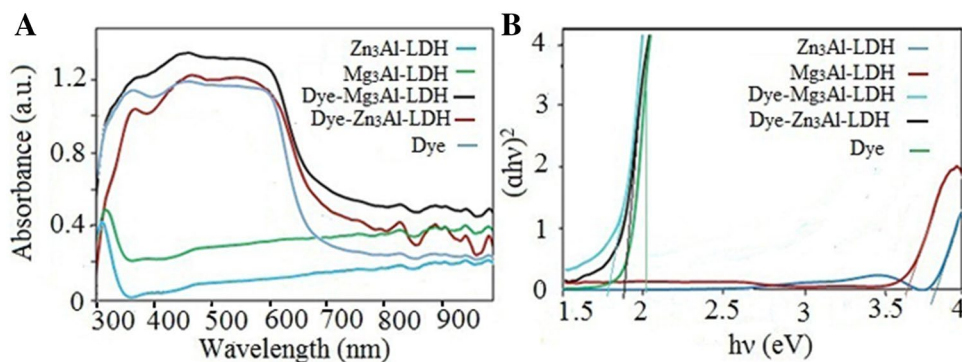 A
Absorbance (a.u.)
1.2
0.8
0.4
0
300 400 500 600 700 800 900
Wavelength (nm)
Zn₃Al-LDH
Mg₃Al-LDH
Dye-Mg₃Al-LDH
Dye-Zn₃Al-LDH
Dye
B
(αhν)²
4
3
2
1
0
1.5 2 2.5 3 3.5 4
hν (eV)
Zn₃Al-LDH
Mg₃Al-LDH
Dye-Mg₃Al-LDH
Dye-Zn₃Al-LDH
Dye